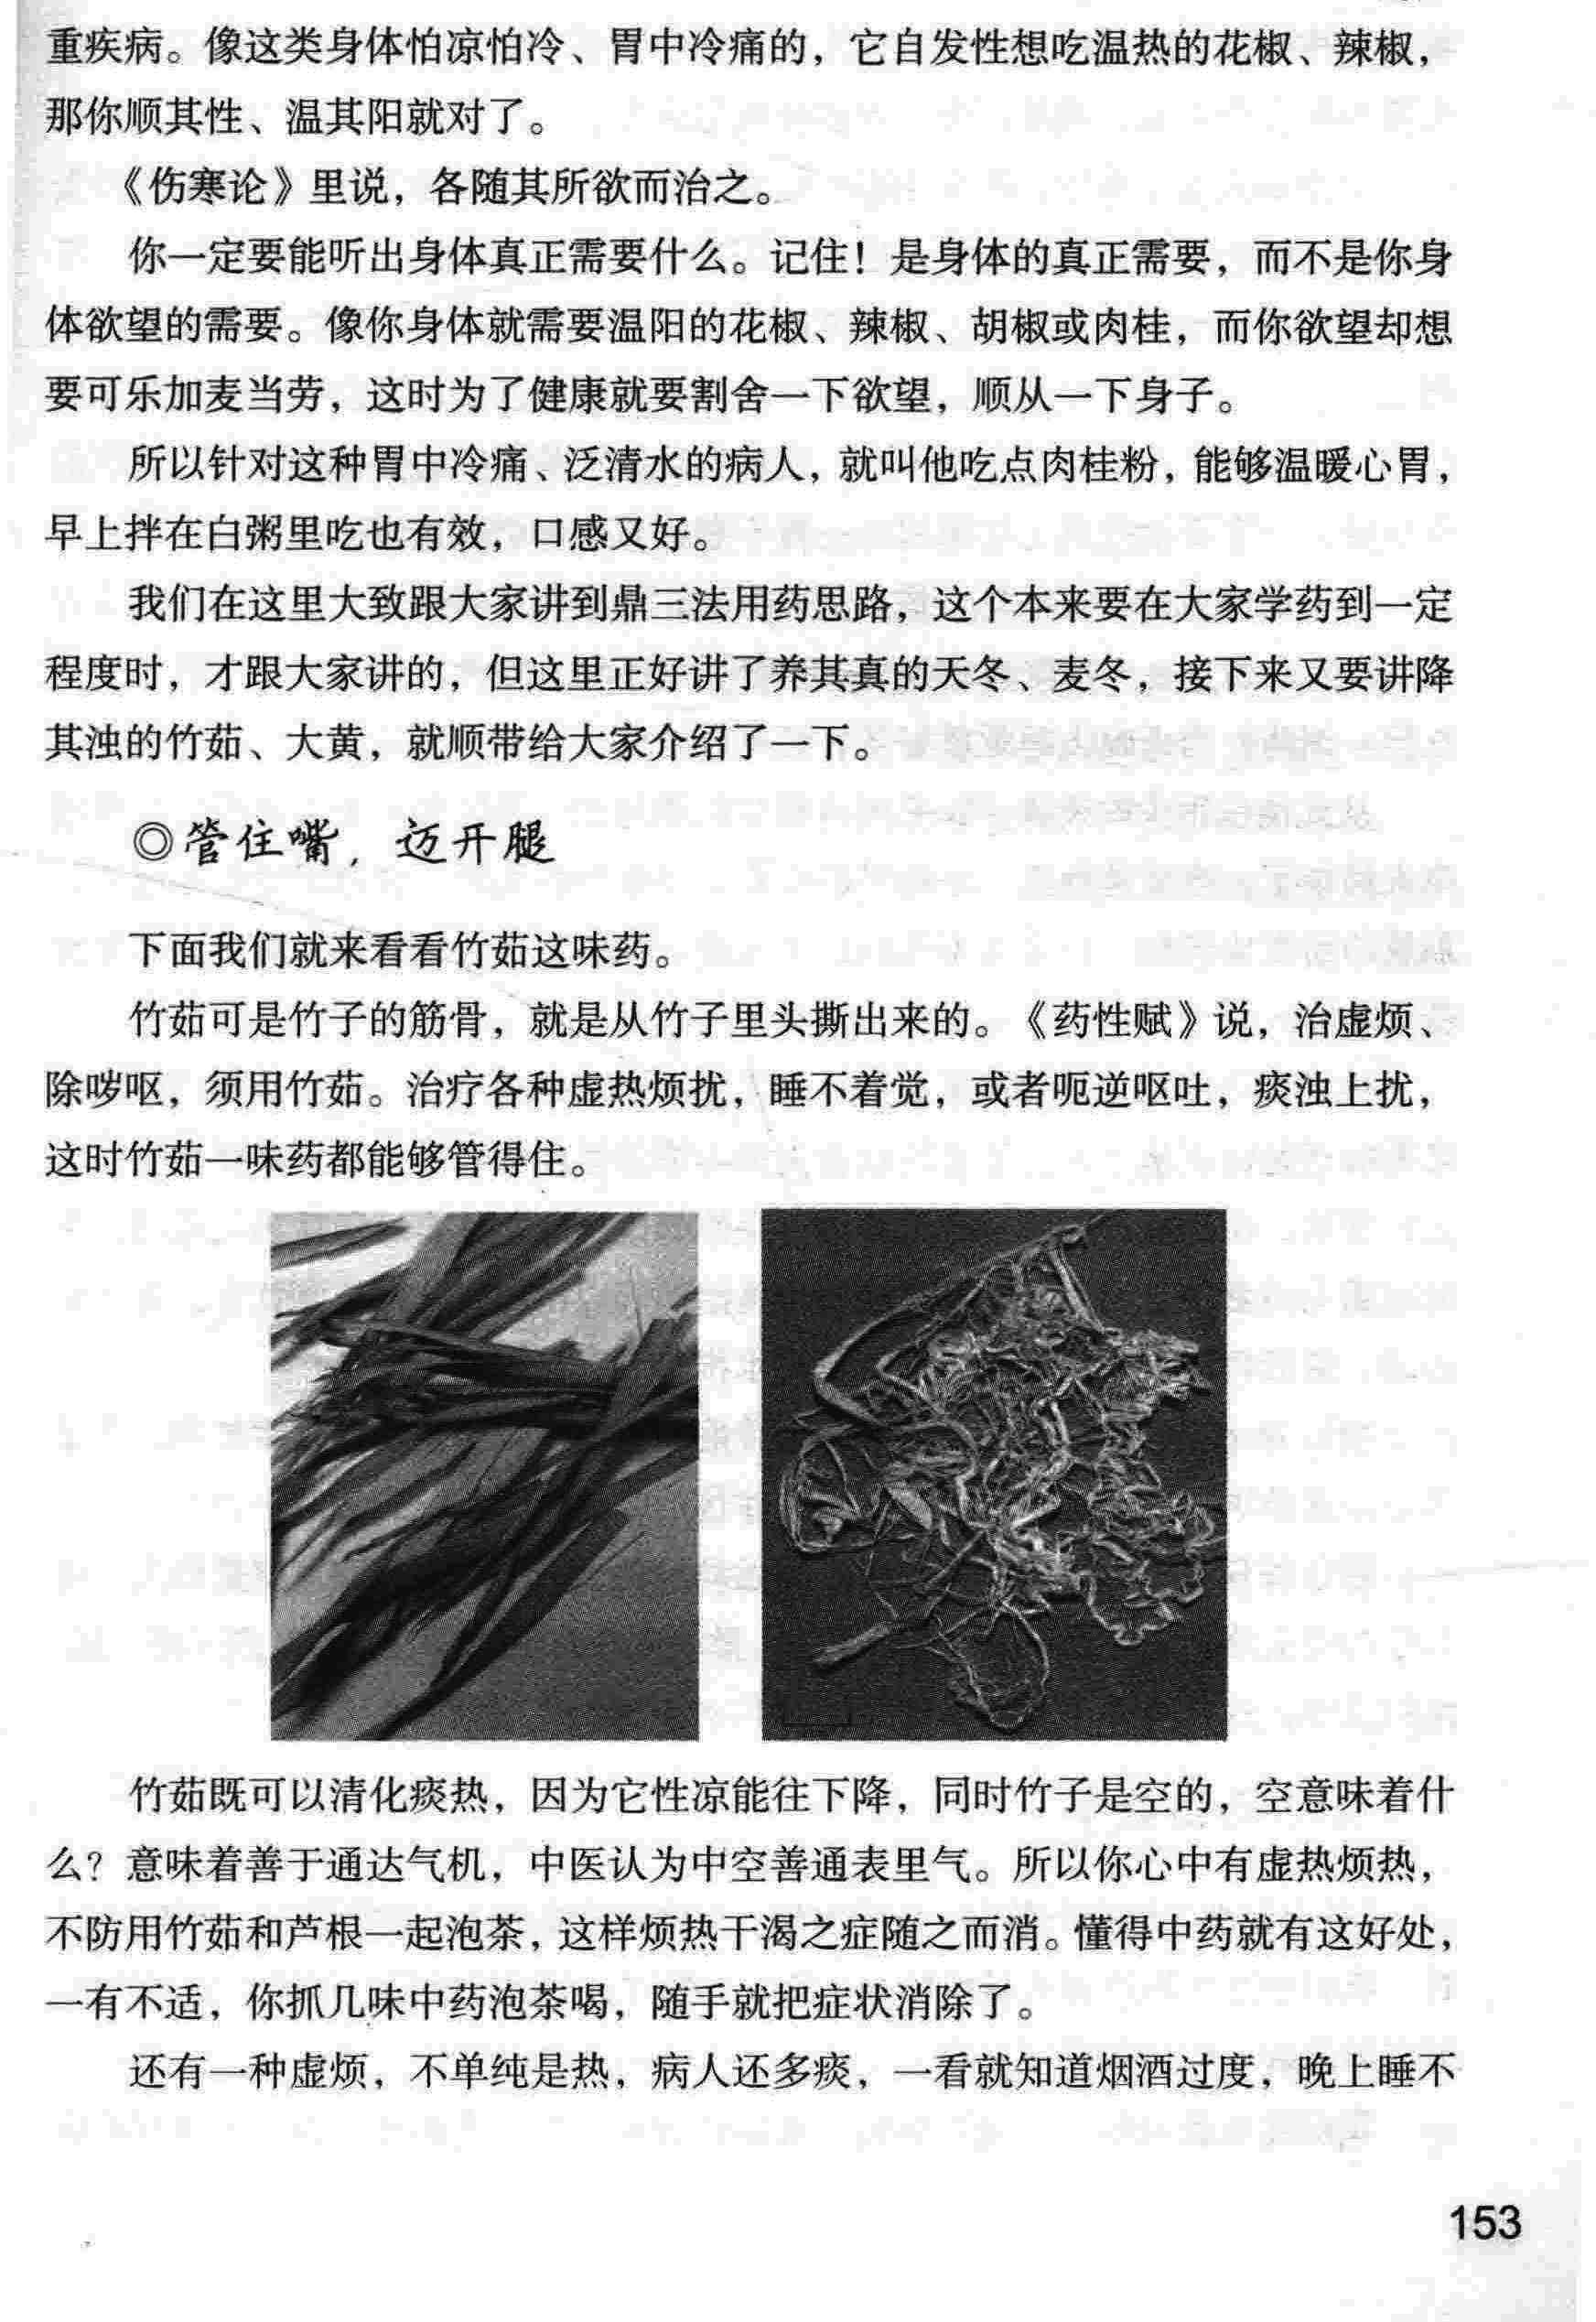 重疾病。像这类身体怕凉怕冷、胃中冷痛的，它自发性想吃温热的花椒、辣椒，
那你顺其性、温其阳就对了。
《伤寒论》里说，各随其所欲而治之。
你一定要能听出身体真正需要什么。记住！是身体的真正需要，而不是你身
体欲望的需要。像你身体就需要温阳的花椒、辣椒、胡椒或肉桂，而你欲望却想
要可乐加麦当劳，这时为了健康就要割舍一下欲望，顺从一下身子。
所以针对这种胃中冷痛、泛清水的病人，就叫他吃点肉桂粉，能够温暖心胃，
早上拌在白粥里吃也有效，口感又好。
我们在这里大致跟大家讲到鼎三法用药思路，这个本来要在大家学药到一定
程度时，才跟大家讲的，但这里正好讲了养其真的天冬、麦冬，接下来又要讲降
其浊的竹茹、大黄，就顺带给大家介绍了一下。
◎管住嘴，迈开腿
下面我们就来看看竹茹这味药。
竹茹可是竹子的筋骨，就是从竹子里头撕出来的。《药性赋》说，治虚烦、
除哕呕，须用竹茹。治疗各种虚热烦扰，睡不着觉，或者呃逆呕吐，痰浊上扰，
这时竹茹一味药都能够管得住。
竹茹既可以清化痰热，因为它性凉能往下降，同时竹子是空的，空意味着什
么？意味着善于通达气机，中医认为中空善通表里气。所以你心中有虚热烦热，
不防用竹茹和芦根一起泡茶，这样烦热干渴之症随之而消。懂得中药就有这好处，
一有不适，你抓几味中药泡茶喝，随手就把症状消除了。
还有一种虚烦，不单纯是热，病人还多痰，一看就知道烟酒过度，晚上睡不
153